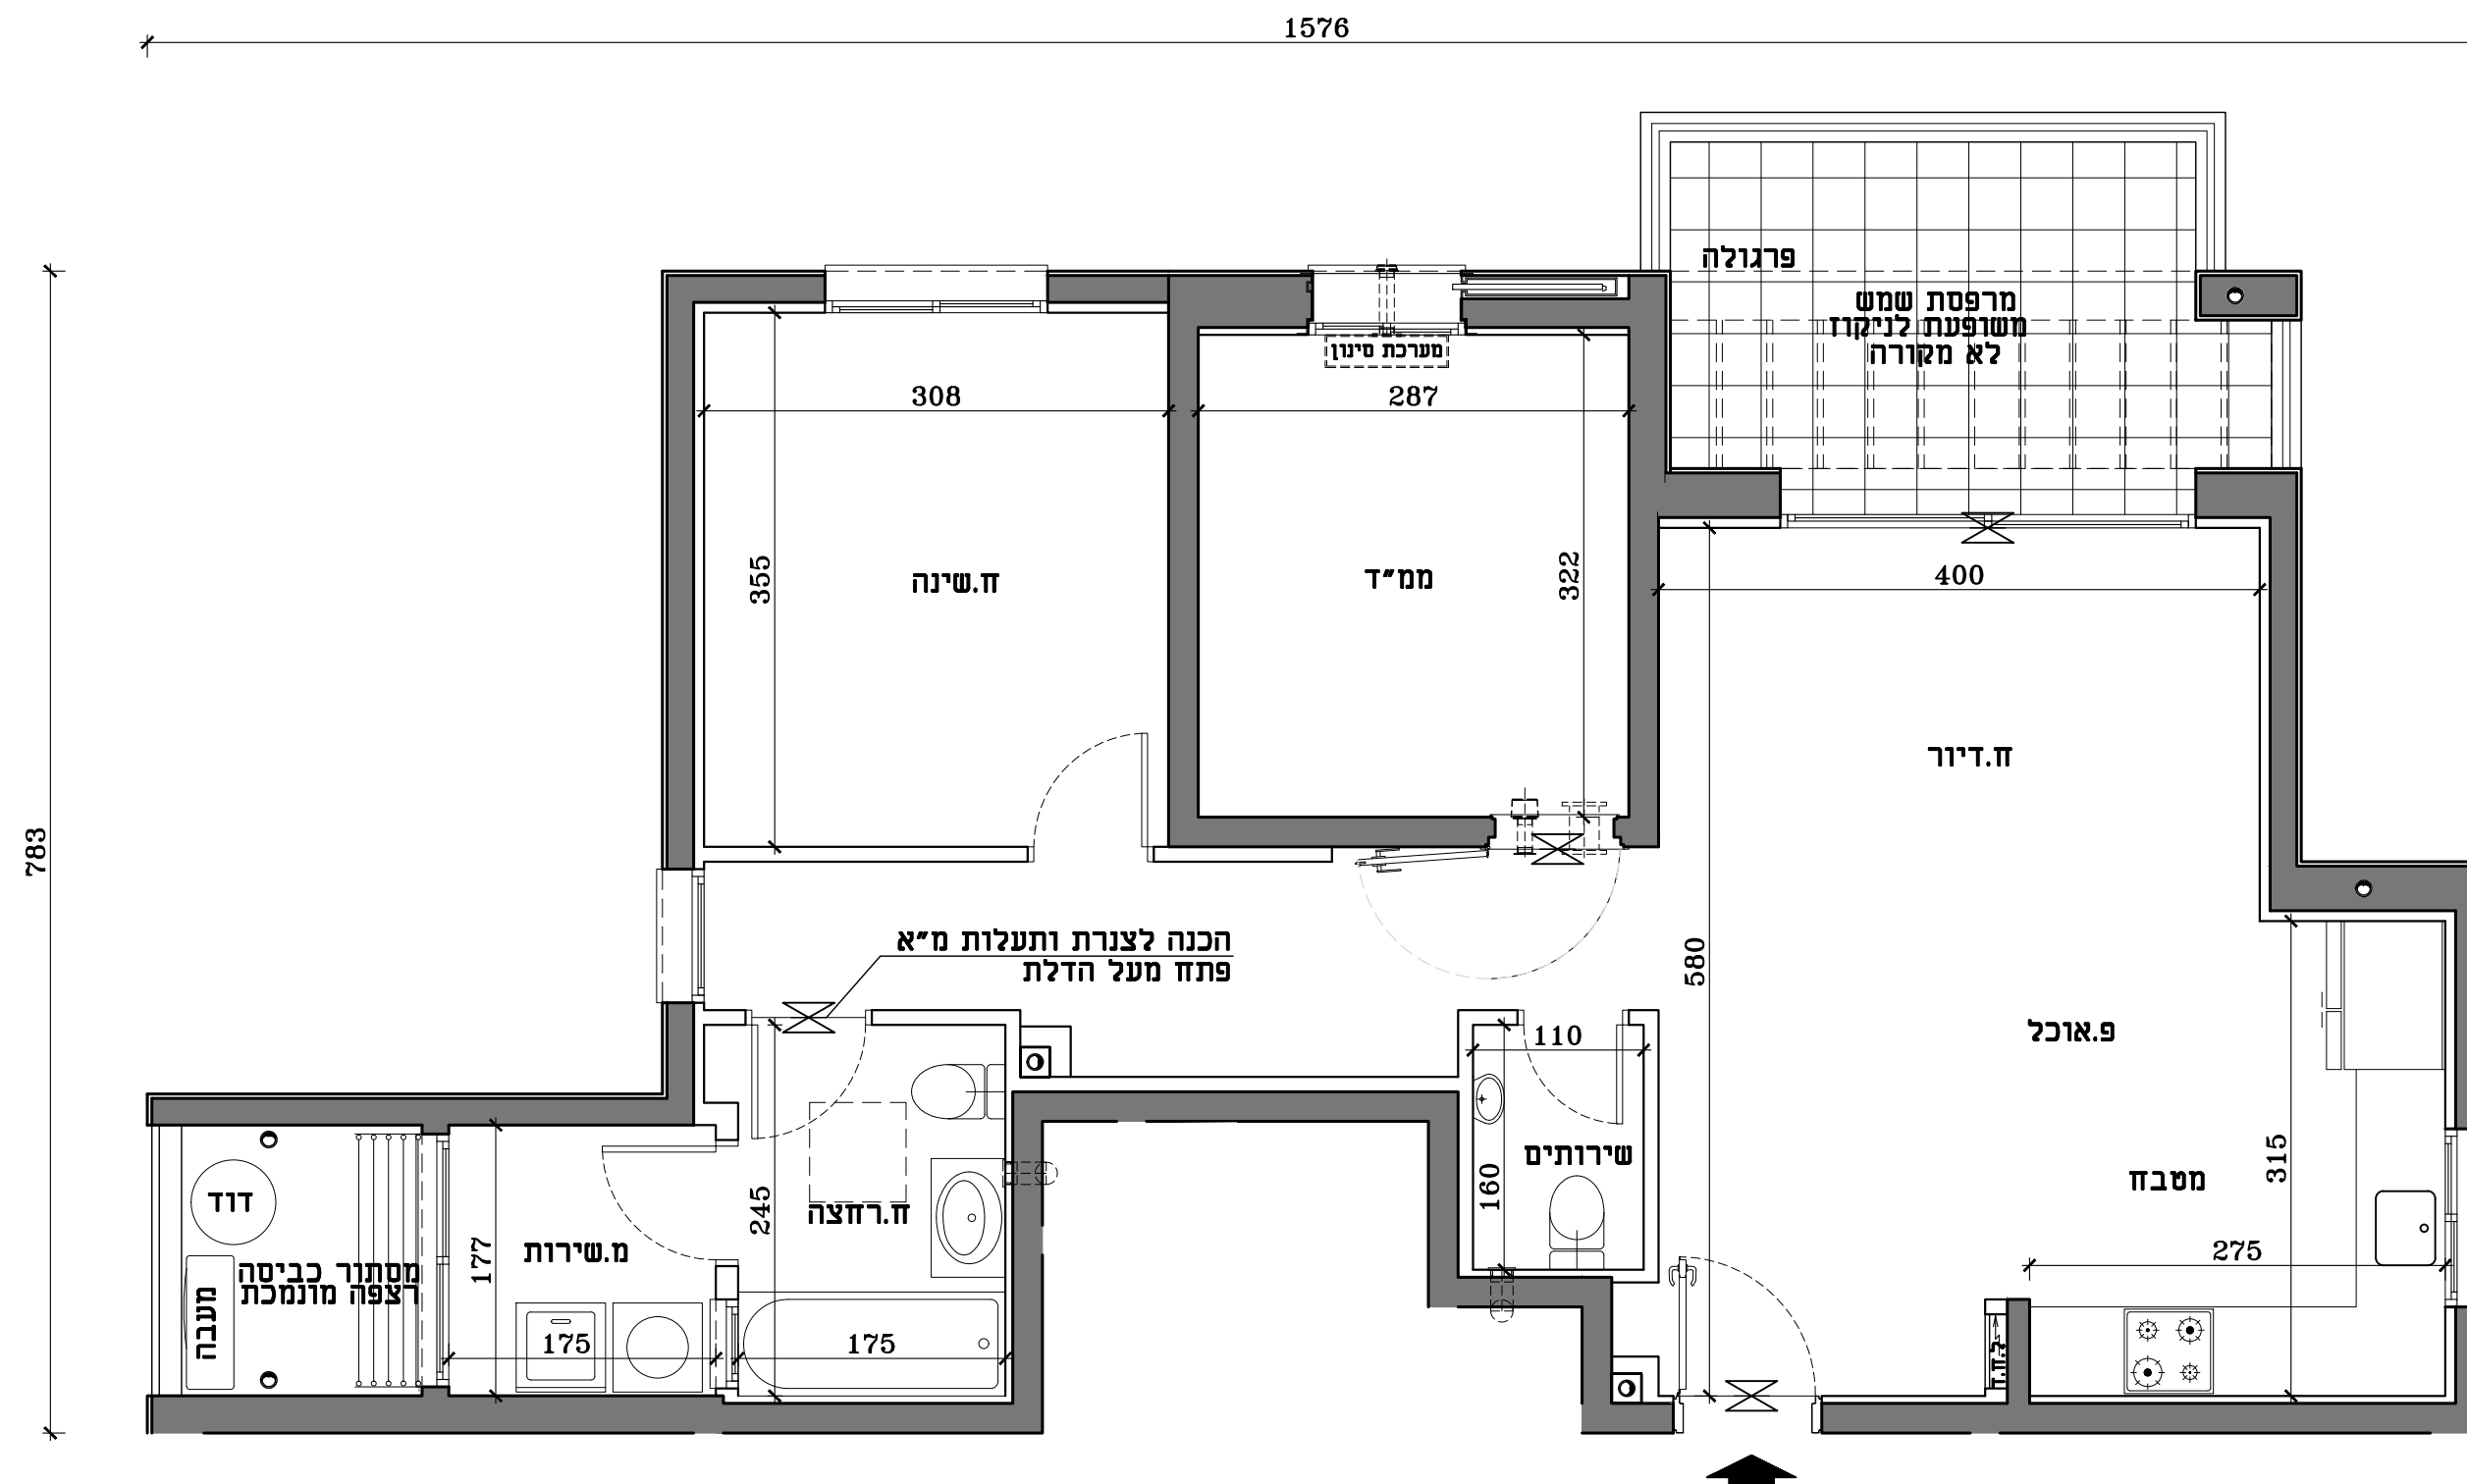 1576
פרגולה
מרפסת שמש
משופעת לניקוז
לא מקורה
מערכת סינון
308
287
355
322
400
ח.שינה
ממ״ד
ח.דיור
783
הכנה לצנרת ותעלות מ״א
פתח מעל הדלת
580
פ.אוכל
110
שירותים
160
מטבח
315
275
דוד
ח.רחצה
245
מ.שירות
177
מסתור כביסה
רצפה מונמכת
מעבה
175
175
ל.ח.ד